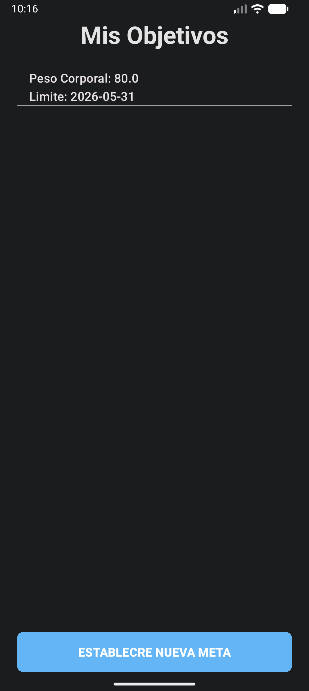 10:16
Mis Objetivos
Peso Corporal: 80.0
Limite: 2026-05-31
ESTABLECRE NUEVA META